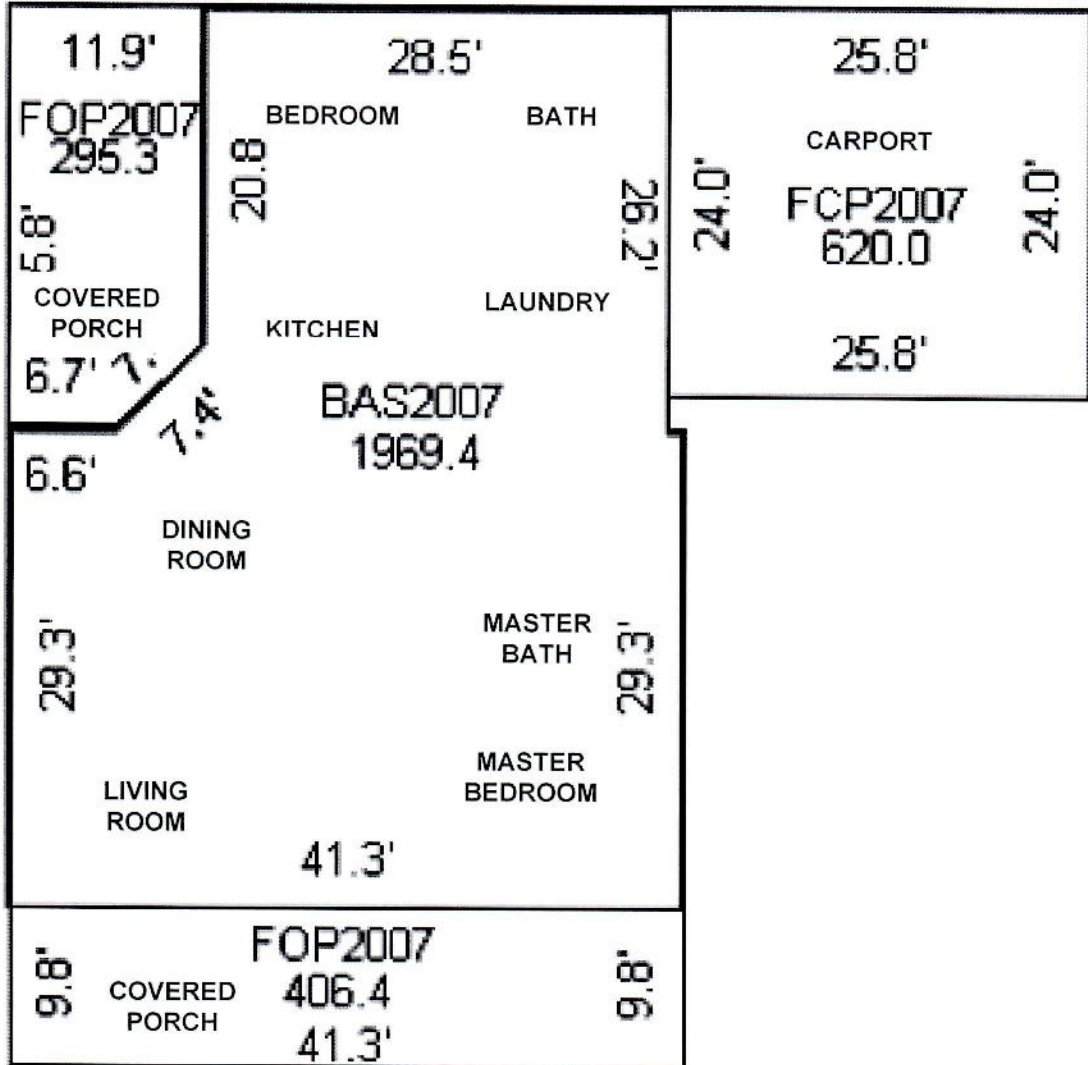 11.9'
FOP2007
295.3
5.8'
COVERED
PORCH
6.7'
7.4'
28.5'
BEDROOM
BATH
20.8
26.2'
KITCHEN
LAUNDRY
BAS2007
1969.4
25.8'
CARPORT
24.0'
FCP2007
620.0
24.0'
25.8'
6.6'
DINING
ROOM
29.3'
MASTER
BATH
29.3'
LIVING
ROOM
MASTER
BEDROOM
41.3'
9.8'
FOP2007
406.4
COVERED
PORCH
41.3'
9.8'